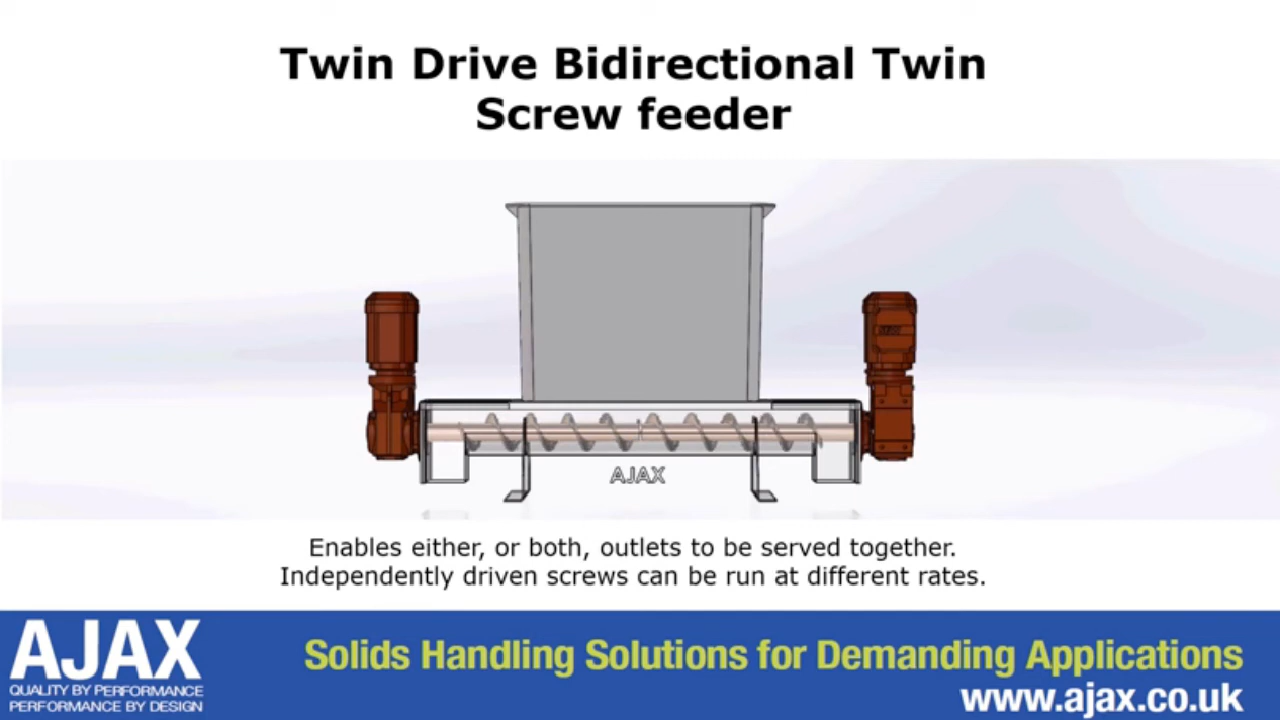 Twin Drive Bidirectional Twin
Screw feeder
AJAX
Enables either, or both, outlets to be served together.
Independently driven screws can be run at different rates.
AJAX
QUALITY BY PERFORMANCE
PERFORMANCE BY DESIGN
Solids Handling Solutions for Demanding Applications
www.ajax.co.uk